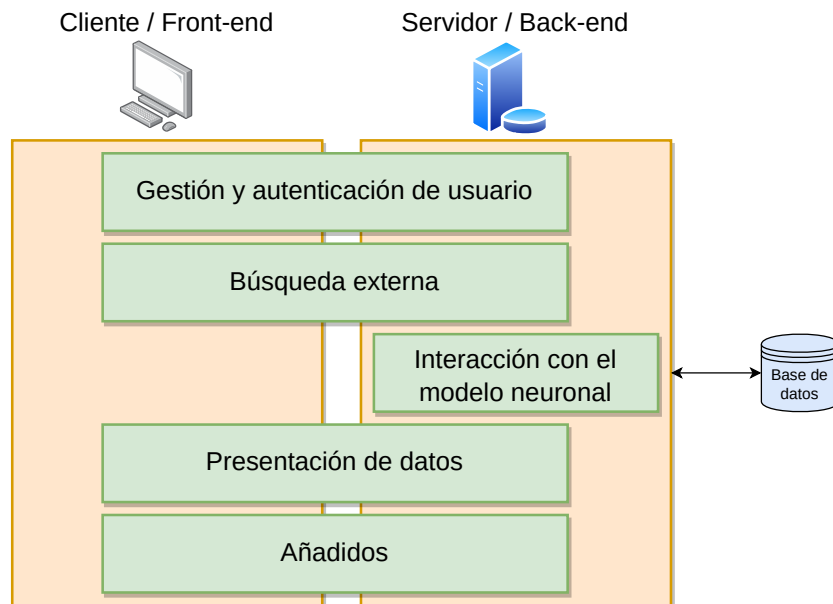 Cliente / Front-end
Servidor / Back-end
Gestión y autenticación de usuario
Búsqueda externa
Interacción con el
modelo neuronal
Base de
datos
Presentación de datos
Añadidos